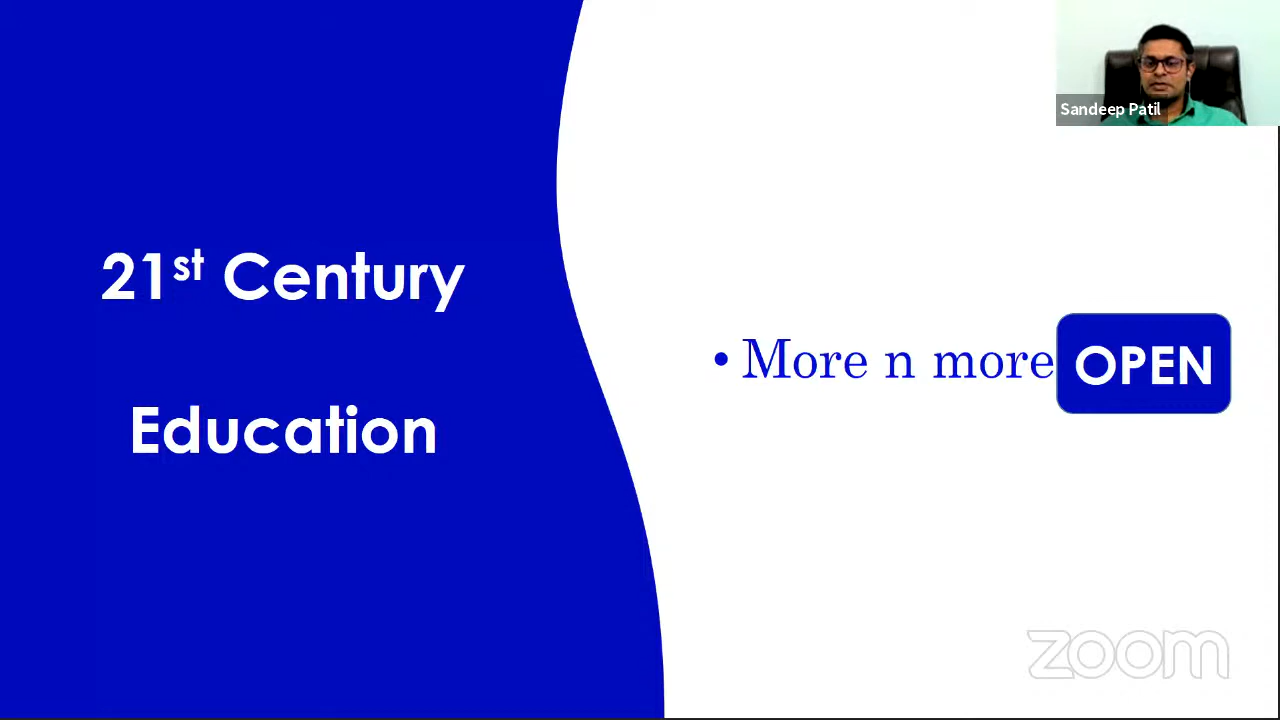 Sandeep Patil
21st Century
Education
• More n more OPEN
zoom